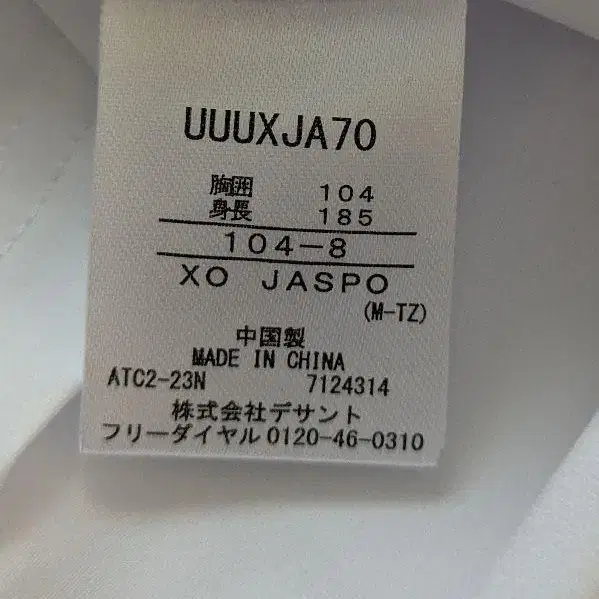 UUUXJA70
胸囲 104
身長 185
104-8
XO JASPO
(M-TZ)
中国製
MADE IN CHINA
ATC2-23N 7124314
株式会社デサント
フリーダイヤル 0120-46-0310